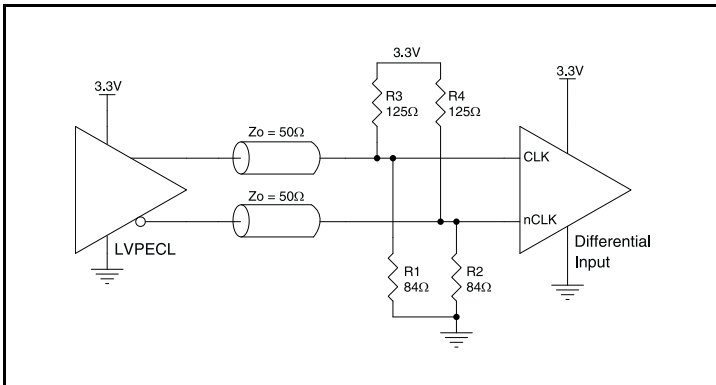 3.3V
3.3V
3.3V
R3
125Ω
R4
125Ω
Zo = 50Ω
CLK
Zo = 50Ω
nCLK
LVPECL
Differential
Input
R1
84Ω
R2
84Ω